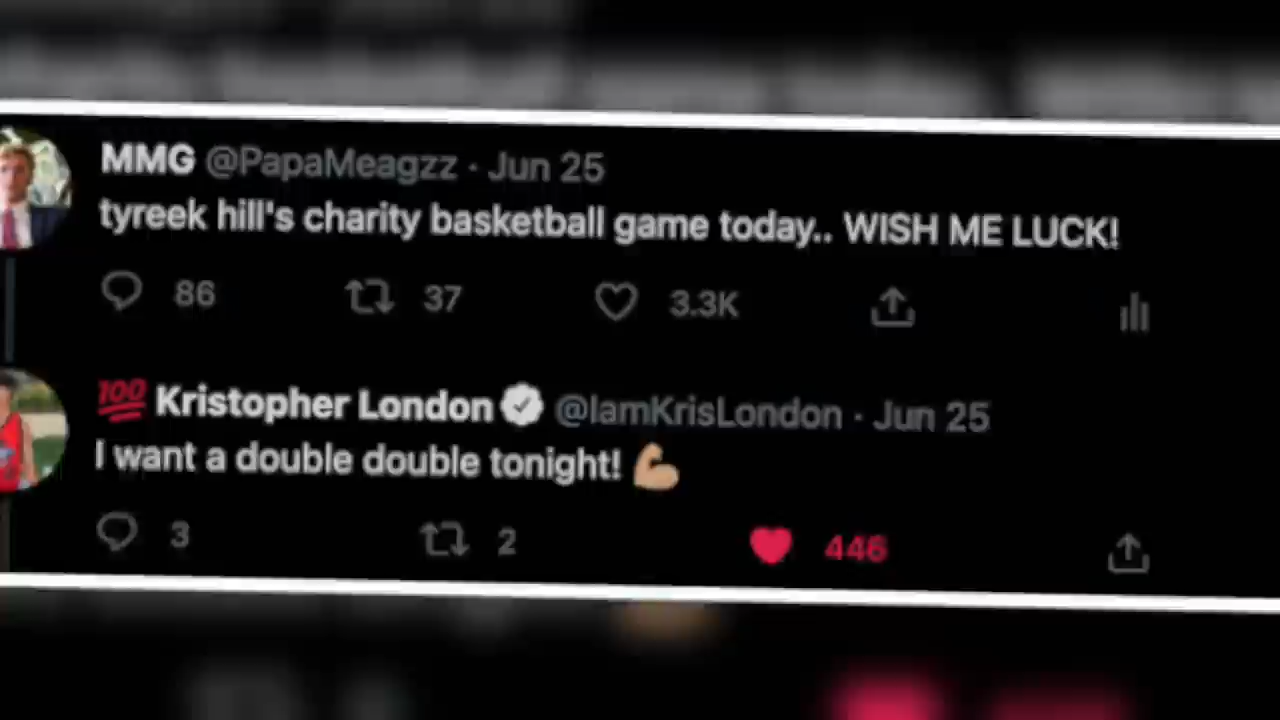 MMG @PapaMeagzz · Jun 25
tyreek hill's charity basketball game today.. WISH ME LUCK!
86 37 3.3K
💯 Kristopher London @IamKrisLondon · Jun 25
I want a double double tonight! 💪🏼
3 2 446